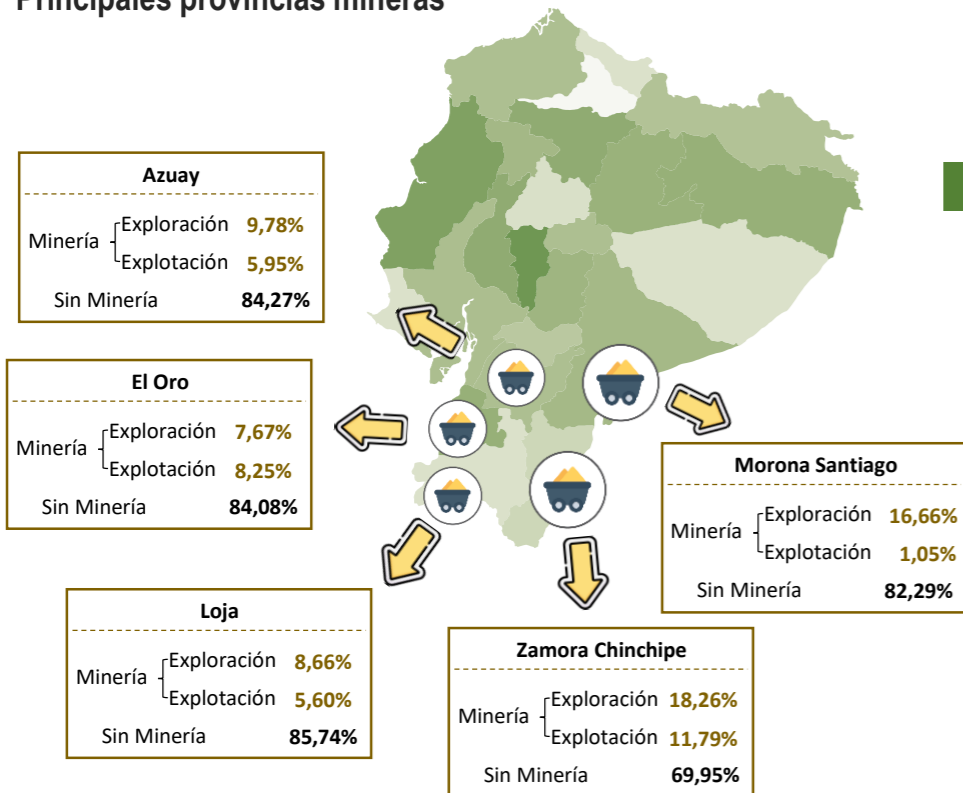 Principales provincias mineras
Azuay
Minería
Exploración 9,78%
Explotación 5,95%
Sin Minería 84,27%
El Oro
Minería
Exploración 7,67%
Explotación 8,25%
Sin Minería 84,08%
Loja
Minería
Exploración 8,66%
Explotación 5,60%
Sin Minería 85,74%
Zamora Chinchipe
Minería
Exploración 18,26%
Explotación 11,79%
Sin Minería 69,95%
Morona Santiago
Minería
Exploración 16,66%
Explotación 1,05%
Sin Minería 82,29%